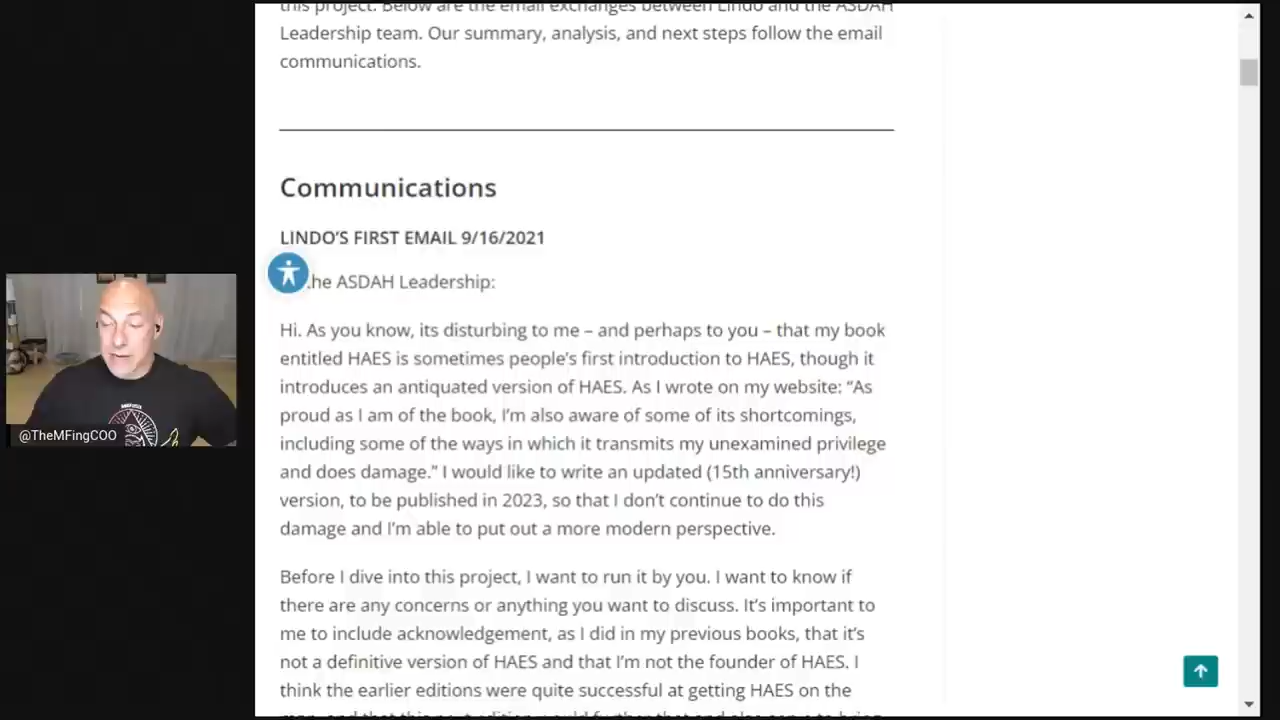 this project. Below are the email exchanges between Lindo and the ASDAH
Leadership team. Our summary, analysis, and next steps follow the email
communications.
Communications
LINDO'S FIRST EMAIL 9/16/2021
he ASDAH Leadership:
Hi. As you know, its disturbing to me – and perhaps to you – that my book
entitled HAES is sometimes people's first introduction to HAES, though it
introduces an antiquated version of HAES. As I wrote on my website: “As
proud as I am of the book, I'm also aware of some of its shortcomings,
including some of the ways in which it transmits my unexamined privilege
and does damage.” I would like to write an updated (15th anniversary!)
version, to be published in 2023, so that I don't continue to do this
damage and I'm able to put out a more modern perspective.
Before I dive into this project, I want to run it by you. I want to know if
there are any concerns or anything you want to discuss. It's important to
me to include acknowledgement, as I did in my previous books, that it's
not a definitive version of HAES and that I'm not the founder of HAES. I
think the earlier editions were quite successful at getting HAES on the
@TheMFingCOO